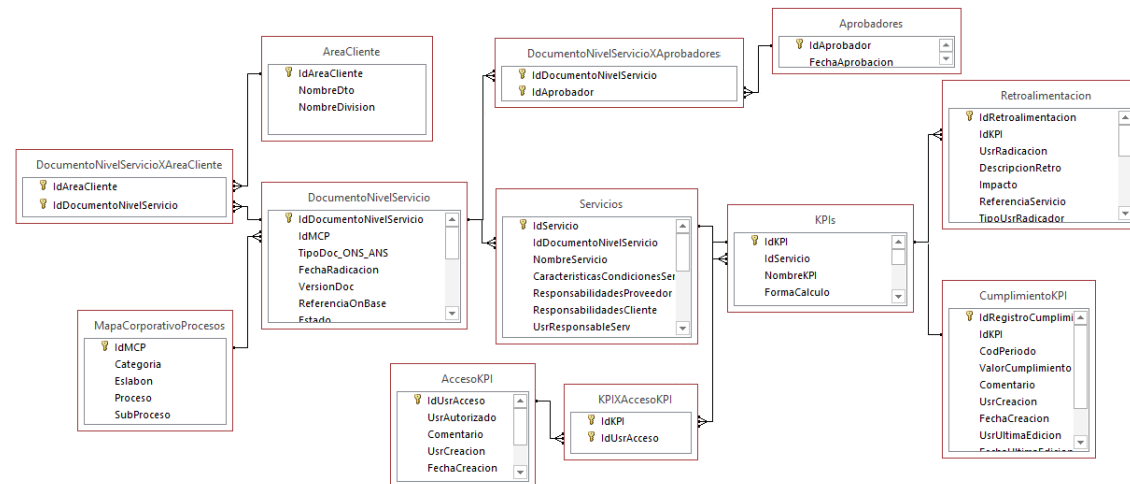 AreaCliente
IdAreaCliente
NombreDto
NombreDivision
DocumentoNivelServicioXAprobadores
IdDocumentoNivelServicio
IdAprobador
Aprobadores
IdAprobador
FechaAprobacion
Retroalimentacion
IdRetroalimentacion
IdKPI
UsrRadicacion
DescripcionRetro
Impacto
ReferenciaServicio
TipoUsrRadicador
DocumentoNivelServicioXAreaCliente
IdAreaCliente
IdDocumentoNivelServicio
DocumentoNivelServicio
IdDocumentoNivelServicio
IdMCP
TipoDoc_ONS_ANS
FechaRadicacion
VersionDoc
ReferenciaOnBase
Estado
Servicios
IdServicio
IdDocumentoNivelServicio
NombreServicio
CaracteristicasCondicionesSer
ResponsabilidadesProveedor
ResponsabilidadesCliente
UsrResponsableServ
KPIs
IdKPI
IdServicio
NombreKPI
FormaCalculo
CumplimientoKPI
IdRegistroCumplimi
IdKPI
CodPeriodo
ValorCumplimiento
Comentario
UsrCreacion
FechaCreacion
UsrUltimaEdicion
FechaUltimaEdicion
MapaCorporativoProcesos
IdMCP
Categoria
Eslabon
Proceso
SubProceso
AccesoKPI
IdUsrAcceso
UsrAutorizado
Comentario
UsrCreacion
FechaCreacion
KPIXAccesoKPI
IdKPI
IdUsrAcceso